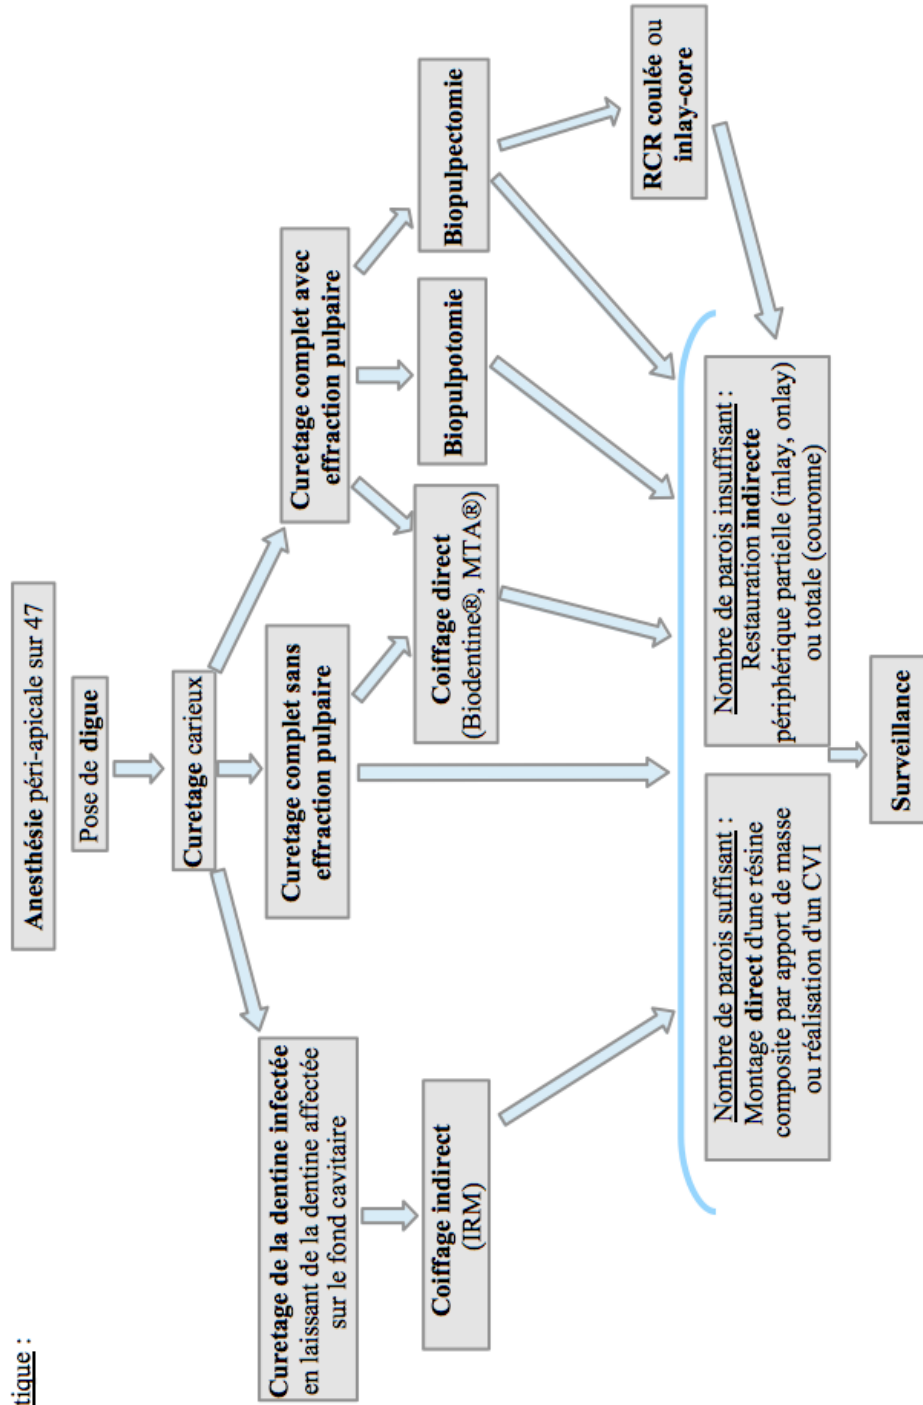 tique :
Anesthésie péri-apicale sur 47
Pose de digue
Curetage carieux
Curetage de la dentine infectée
en laissant de la dentine affectée
sur le fond cavitaire
Curetage complet sans
effraction pulpaire
Curetage complet avec
effraction pulpaire
Coiffage indirect
(IRM)
Coiffage direct
(Biodentine®, MTA®)
Biopulpotomie
Biopulpectomie
RCR coulée ou
inlay-core
Nombre de parois suffisant :
Montage direct d'une résine
composite par apport de masse
ou réalisation d'un CVI
Nombre de parois insuffisant :
Restauration indirecte
périphérique partielle (inlay, onlay)
ou totale (couronne)
Surveillance